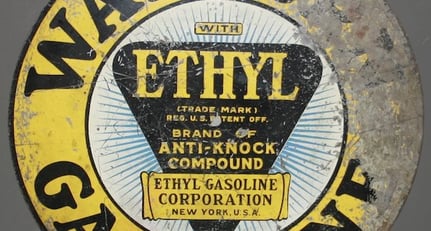 WITH
ETHYL
(TRADE MARK)
REG. U.S. PATENT OFF.
BRAND OF
ANTI-KNOCK
COMPOUND
ETHYL GASOLINE
CORPORATION
NEW YORK, U.S.A.